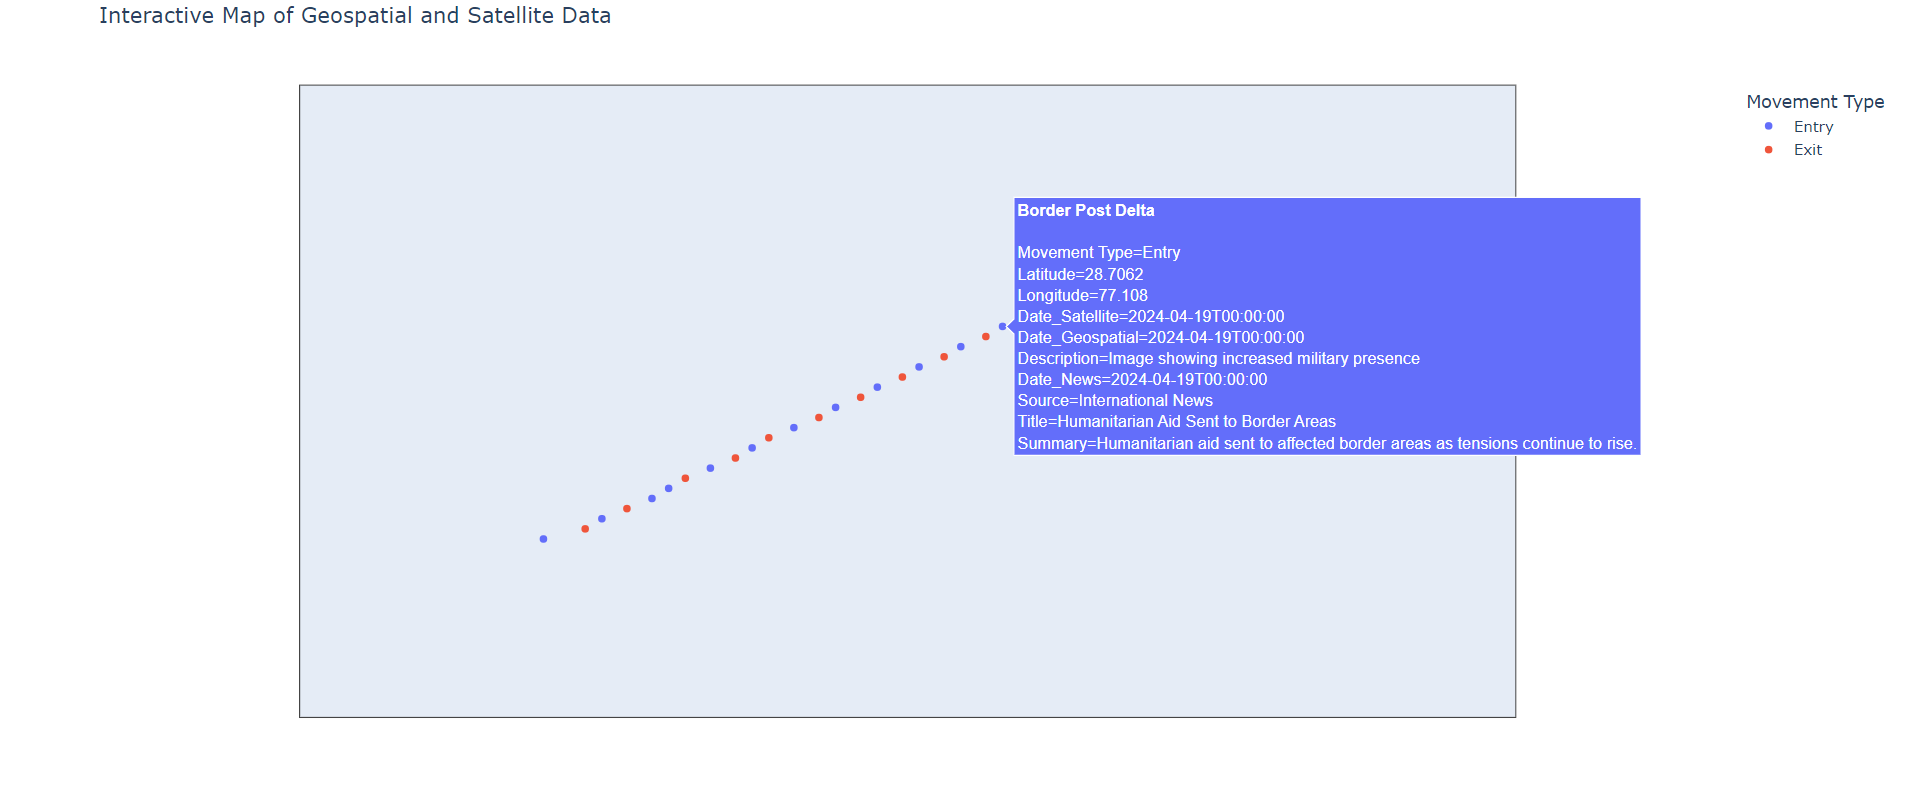 Interactive Map of Geospatial and Satellite Data
Movement Type
Entry
Exit
Border Post Delta
Movement Type=Entry
Latitude=28.7062
Longitude=77.108
Date_Satellite=2024-04-19T00:00:00
Date_Geospatial=2024-04-19T00:00:00
Description=Image showing increased military presence
Date_News=2024-04-19T00:00:00
Source=International News
Title=Humanitarian Aid Sent to Border Areas
Summary=Humanitarian aid sent to affected border areas as tensions continue to rise.